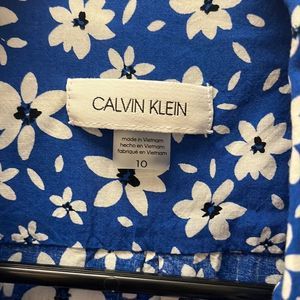 CALVIN KLEIN
made in Vietnam
hecho en Vietnam
fabriqué en Vietnam
10